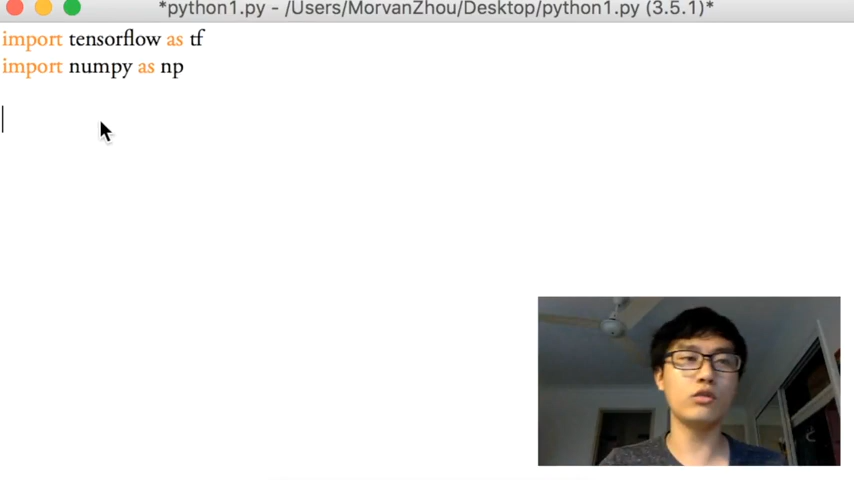 *python1.py - /Users/MorvanZhou/Desktop/python1.py (3.5.1)*
import tensorflow as tf
import numpy as np